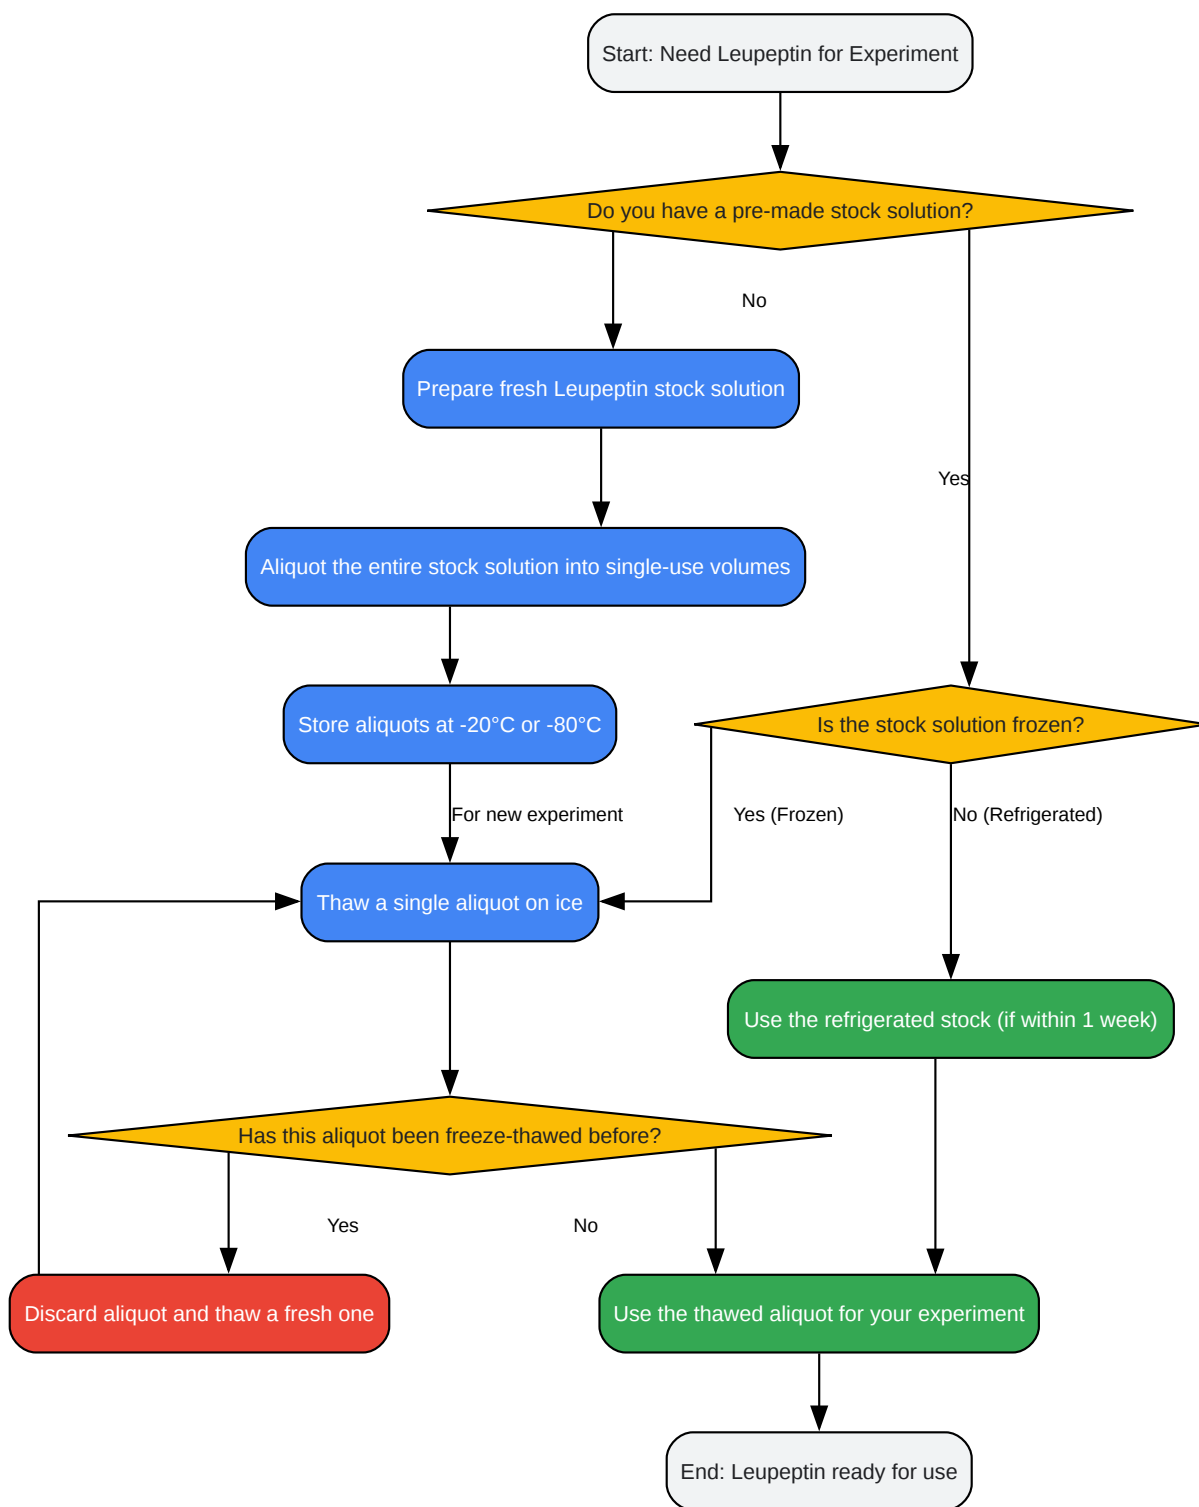 Start: Need Leupeptin for Experiment
Do you have a pre-made stock solution?
No
Prepare fresh Leupeptin stock solution
Yes
Aliquot the entire stock solution into single-use volumes
Store aliquots at -20°C or -80°C
Is the stock solution frozen?
For new experiment
Yes (Frozen)
No (Refrigerated)
Thaw a single aliquot on ice
Use the refrigerated stock (if within 1 week)
Has this aliquot been freeze-thawed before?
Yes
No
Discard aliquot and thaw a fresh one
Use the thawed aliquot for your experiment
End: Leupeptin ready for use